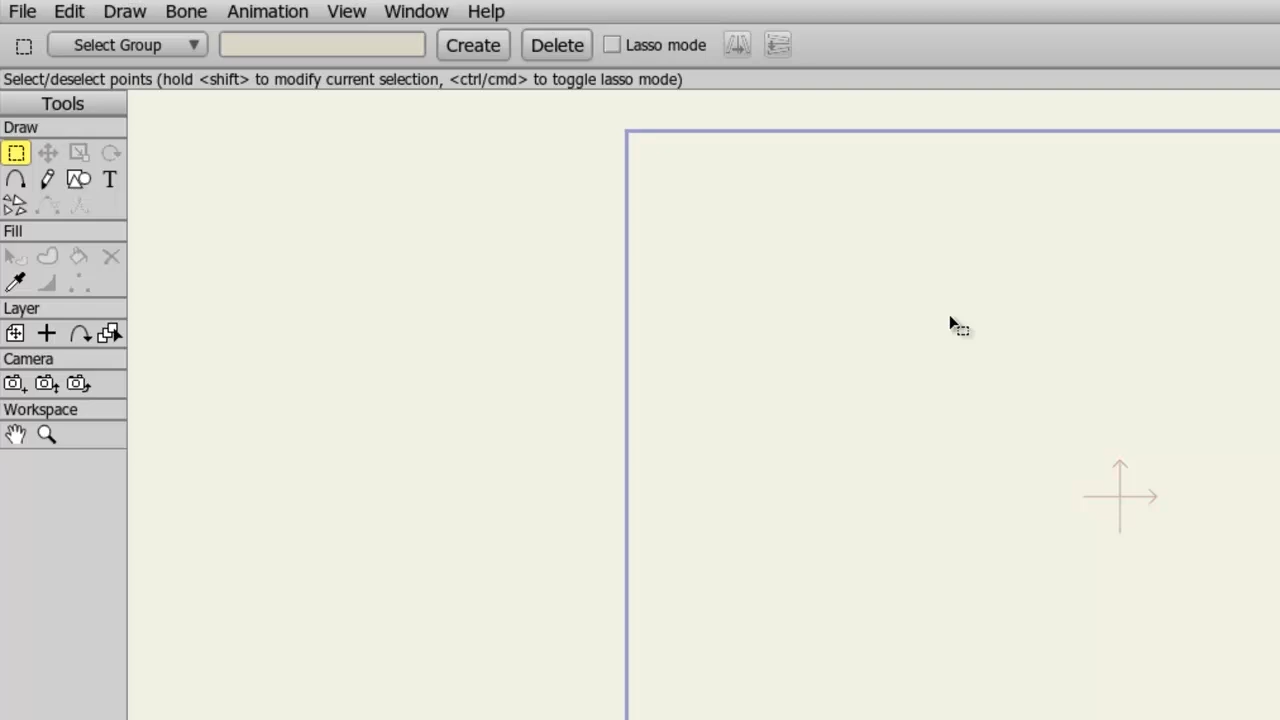 File Edit Draw Bone Animation View Window Help
Select Group Create Delete Lasso mode
Select/deselect points (hold <shift> to modify current selection, <ctrl/cmd> to toggle lasso mode)
Tools
Draw
T
Fill
Layer
Camera
Workspace